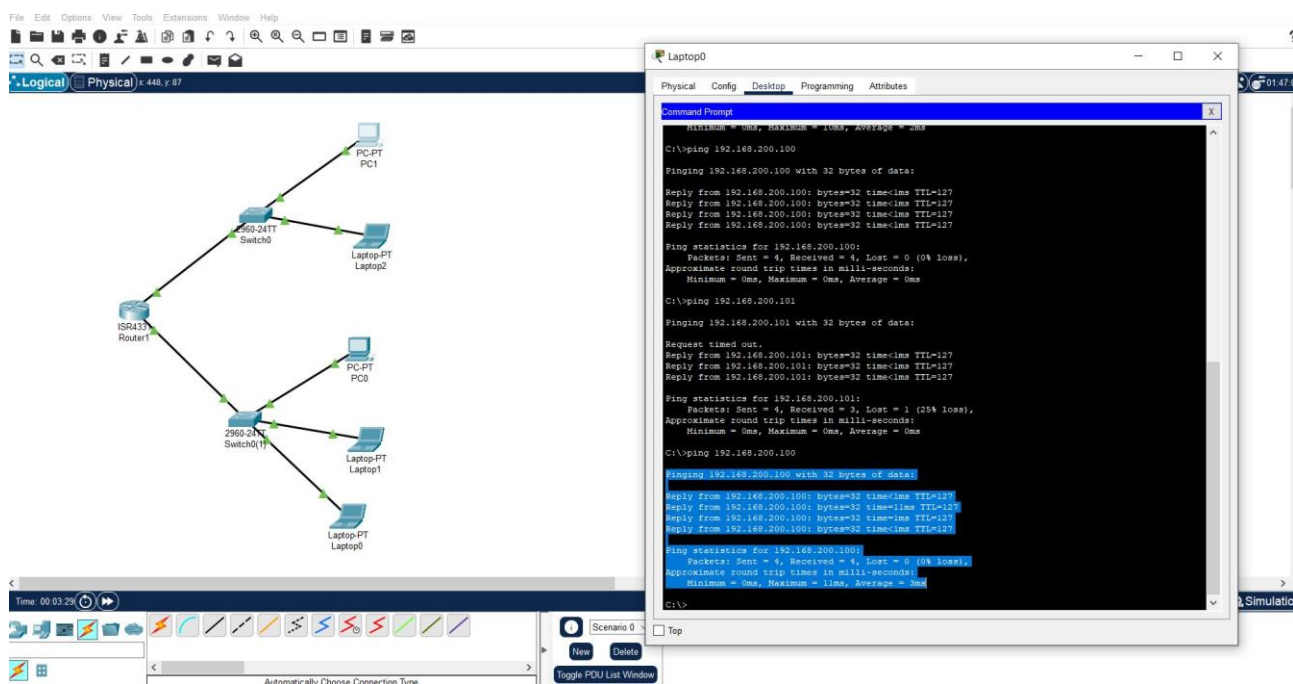 File Edit Options View Tools Extensions Window Help
Logical Physical x: 448, y: 87
01:47:0
PC-PT
PC1
2960-24TT
Switch0
Laptop-PT
Laptop2
ISR4331
Router1
PC-PT
PC0
2960-24TT
Switch0(1)
Laptop-PT
Laptop1
Laptop-PT
Laptop0
Time: 00:03:29
Simulatio
Scenario 0
New Delete
Toggle PDU List Window
Automatically Choose Connection Type
Laptop0
Physical Config Desktop Programming Attributes
Command Prompt X
Minimum = 0ms, Maximum = 10ms, Average = 2ms
C:\>ping 192.168.200.100
Pinging 192.168.200.100 with 32 bytes of data:
Reply from 192.168.200.100: bytes=32 time<1ms TTL=127
Reply from 192.168.200.100: bytes=32 time<1ms TTL=127
Reply from 192.168.200.100: bytes=32 time<1ms TTL=127
Reply from 192.168.200.100: bytes=32 time<1ms TTL=127
Ping statistics for 192.168.200.100:
Packets: Sent = 4, Received = 4, Lost = 0 (0% loss),
Approximate round trip times in milli-seconds:
Minimum = 0ms, Maximum = 0ms, Average = 0ms
C:\>ping 192.168.200.101
Pinging 192.168.200.101 with 32 bytes of data:
Request timed out.
Reply from 192.168.200.101: bytes=32 time<1ms TTL=127
Reply from 192.168.200.101: bytes=32 time<1ms TTL=127
Reply from 192.168.200.101: bytes=32 time<1ms TTL=127
Ping statistics for 192.168.200.101:
Packets: Sent = 4, Received = 3, Lost = 1 (25% loss),
Approximate round trip times in milli-seconds:
Minimum = 0ms, Maximum = 0ms, Average = 0ms
C:\>ping 192.168.200.100
Pinging 192.168.200.100 with 32 bytes of data:
Reply from 192.168.200.100: bytes=32 time<1ms TTL=127
Reply from 192.168.200.100: bytes=32 time=11ms TTL=127
Reply from 192.168.200.100: bytes=32 time=1ms TTL=127
Reply from 192.168.200.100: bytes=32 time<1ms TTL=127
Ping statistics for 192.168.200.100:
Packets: Sent = 4, Received = 4, Lost = 0 (0% loss),
Approximate round trip times in milli-seconds:
Minimum = 0ms, Maximum = 11ms, Average = 3ms
C:\>
Top